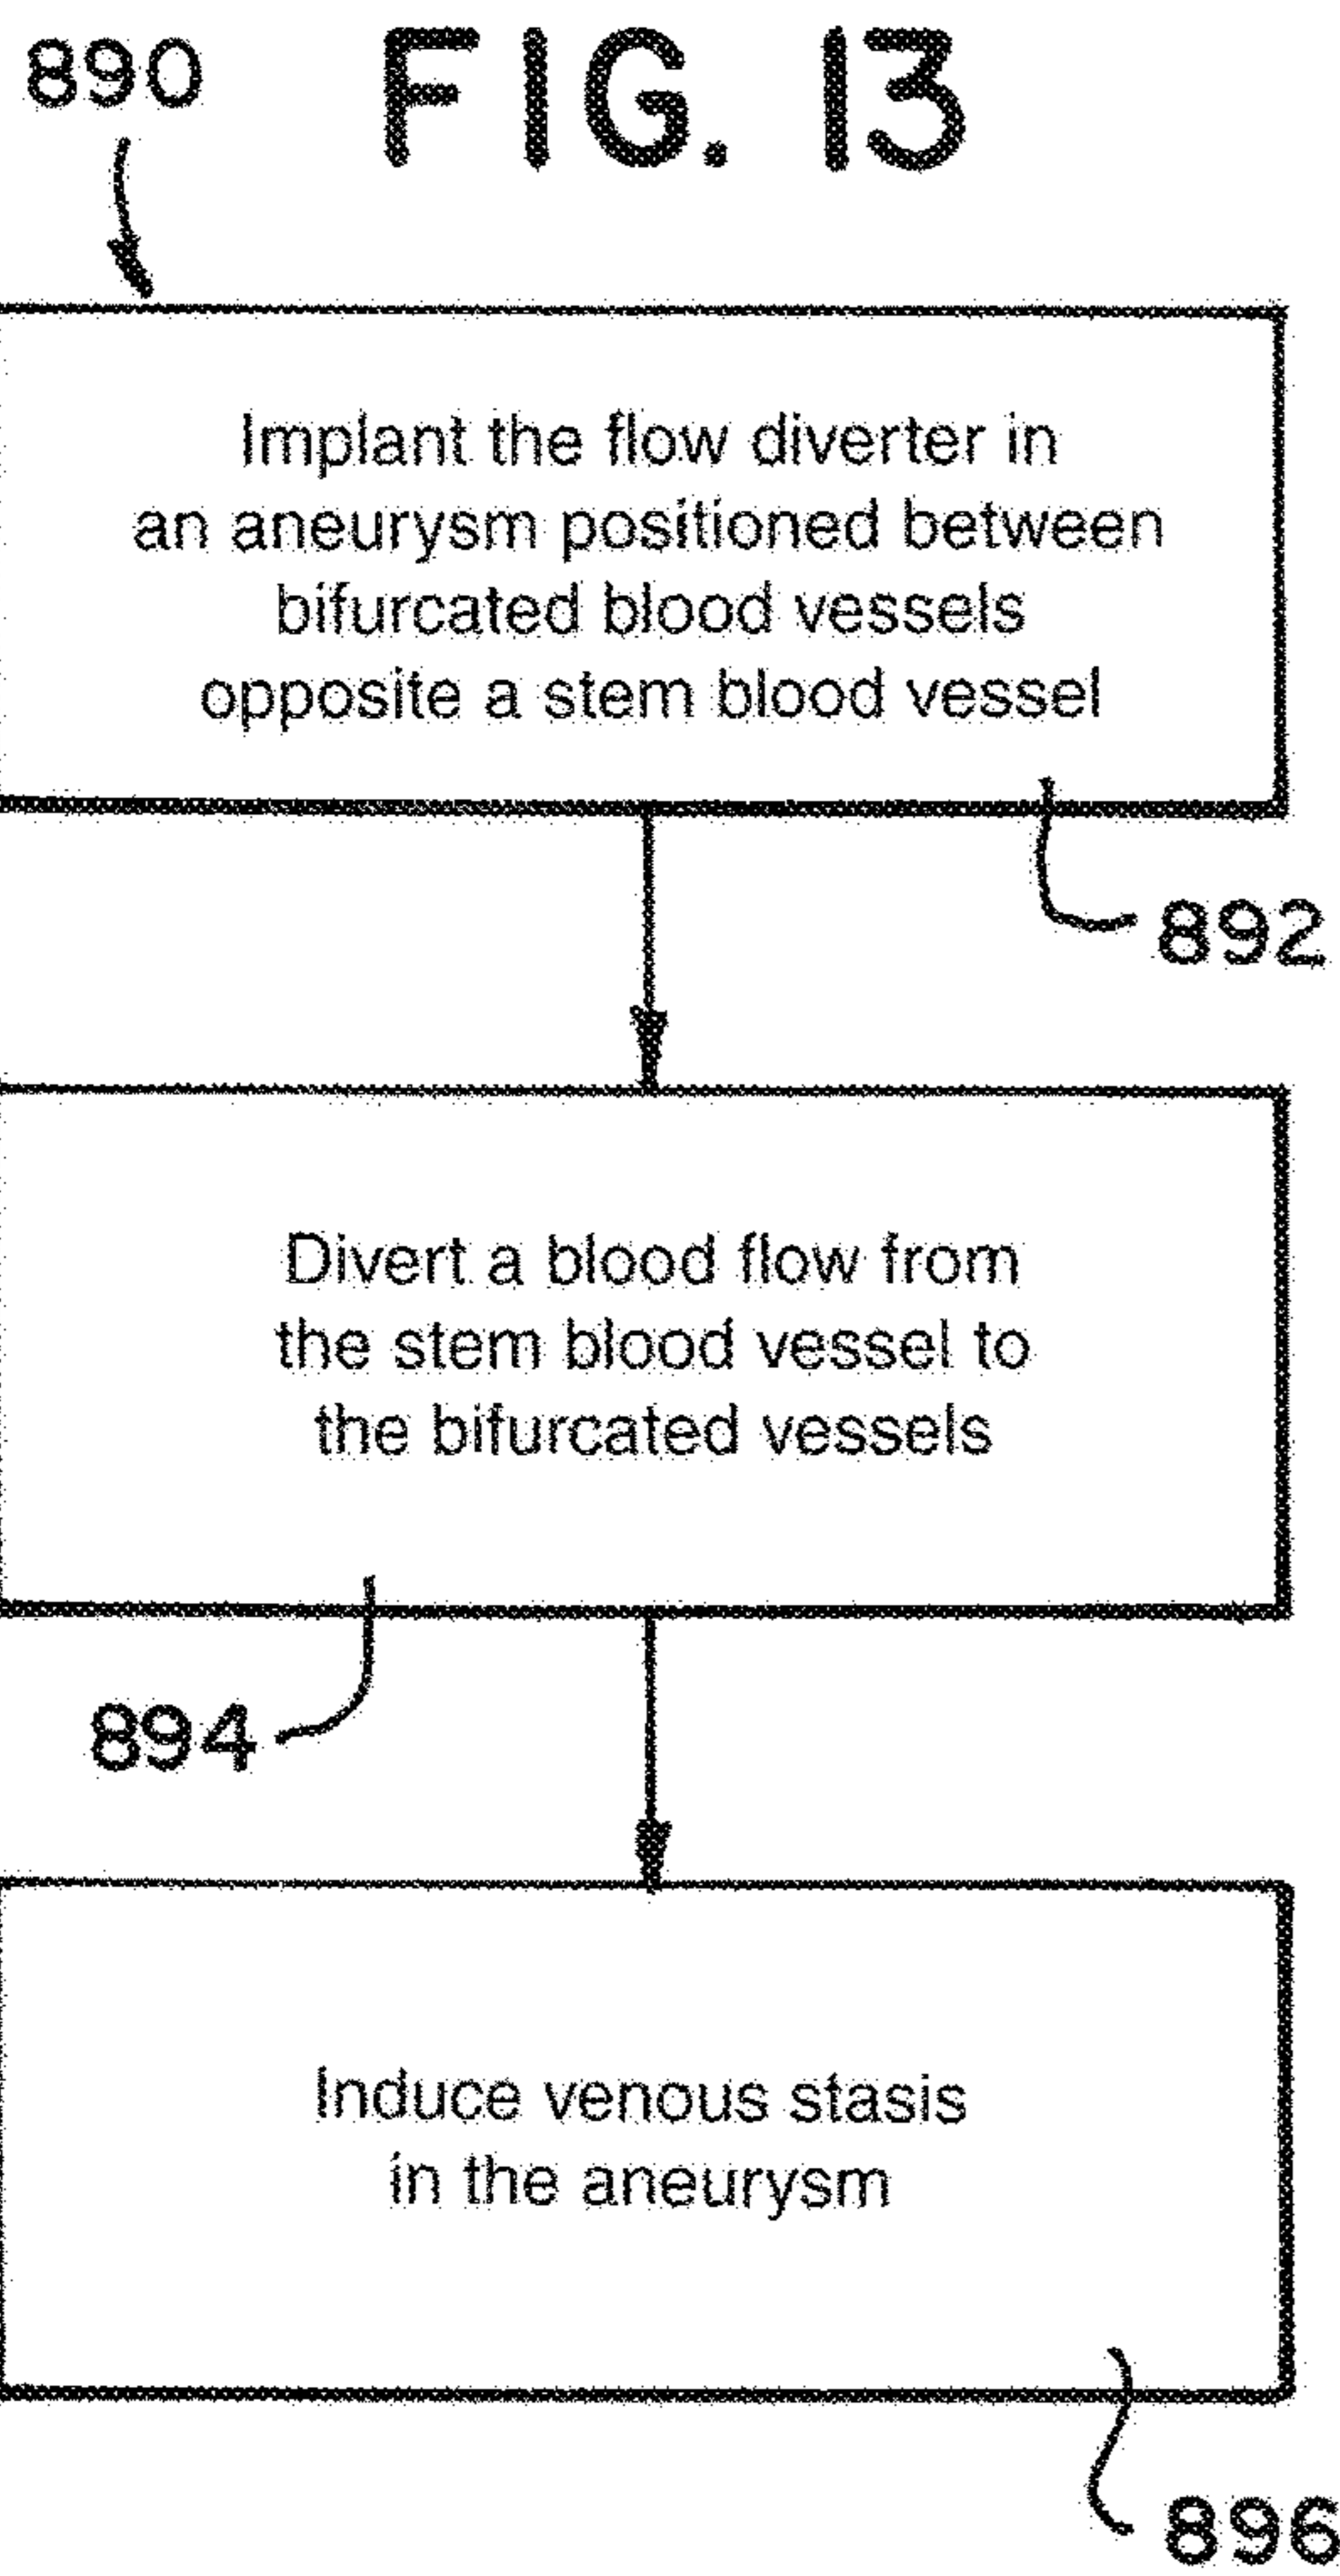 890 FIG. 13
Implant the flow diverter in
an aneurysm positioned between
bifurcated blood vessels
opposite a stem blood vessel
892
Divert a blood flow from
the stem blood vessel to
the bifurcated vessels
894
Induce venous stasis
in the aneurysm
896